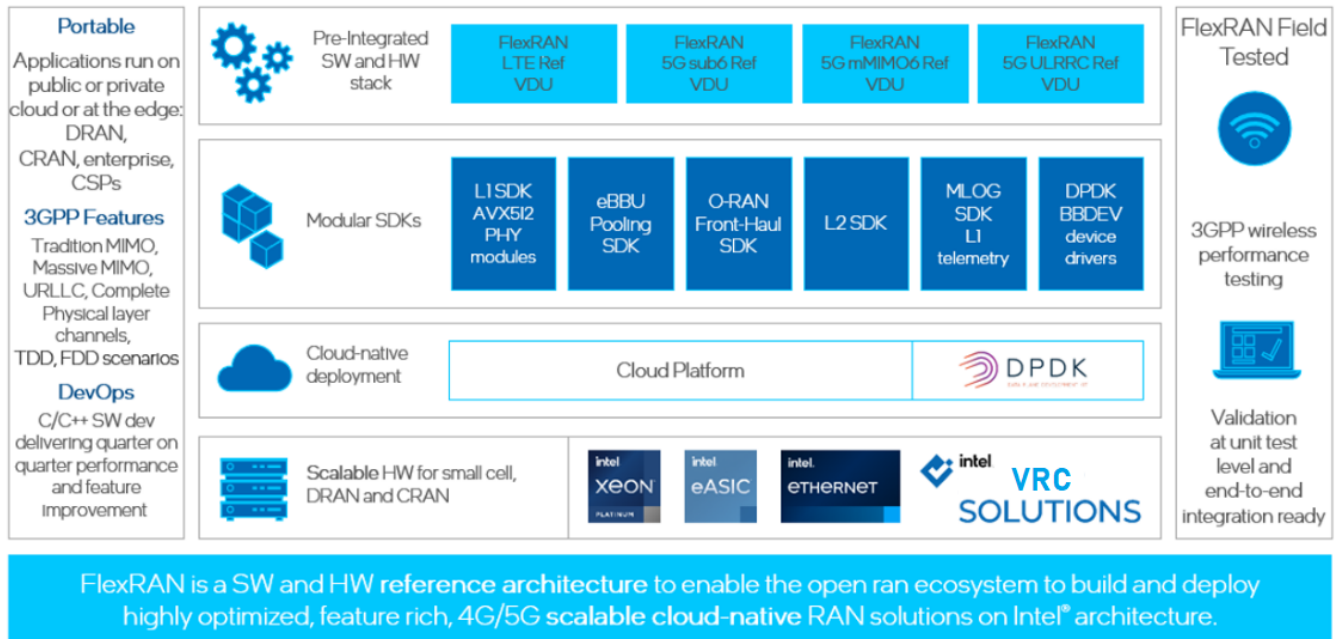 Portable
Applications run on
public or private
cloud or at the edge:
DRAN,
CRAN, enterprise,
CSPs
3GPP Features
Tradition MIMO,
Massive MIMO,
URLLC, Complete
Physical layer
channels,
TDD, FDD scenarios
DevOps
C/C++ SW dev
delivering quarter on
quarter performance
and feature
improvement
Pre-Integrated
SW and HW
stack
FlexRAN
LTE Ref
VDU
FlexRAN
5G sub6 Ref
VDU
FlexRAN
5G mMIMO6 Ref
VDU
FlexRAN
5G ULRRC Ref
VDU
Modular SDKs
L1 SDK
AVX512
PHY
modules
eBBU
Pooling
SDK
O-RAN
Front-Haul
SDK
L2 SDK
MLOG
SDK
L1
telemetry
DPDK
BBDEV
device
drivers
Cloud-native
deployment
Cloud Platform
DPDK
DATA PLANE DEVELOPMENT KIT
Scalable HW for small cell,
DRAN and CRAN
intel
XEON
PLATINUM
intel
eASIC
intel
ETHERNET
intel
VRC
SOLUTIONS
FlexRAN Field
Tested
3GPP wireless
performance
testing
Validation
at unit test
level and
end-to-end
integration ready
FlexRAN is a SW and HW reference architecture to enable the open ran ecosystem to build and deploy
highly optimized, feature rich, 4G/5G scalable cloud-native RAN solutions on Intel® architecture.